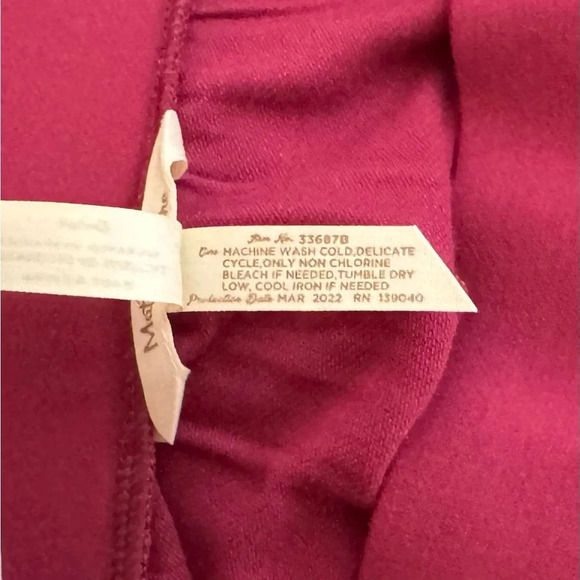 Item No. 33687B
Care MACHINE WASH COLD,DELICATE
CYCLE,ONLY NON CHLORINE
BLEACH IF NEEDED,TUMBLE DRY
LOW, COOL IRON IF NEEDED
Production Date MAR 2022 RN 139040
Mat